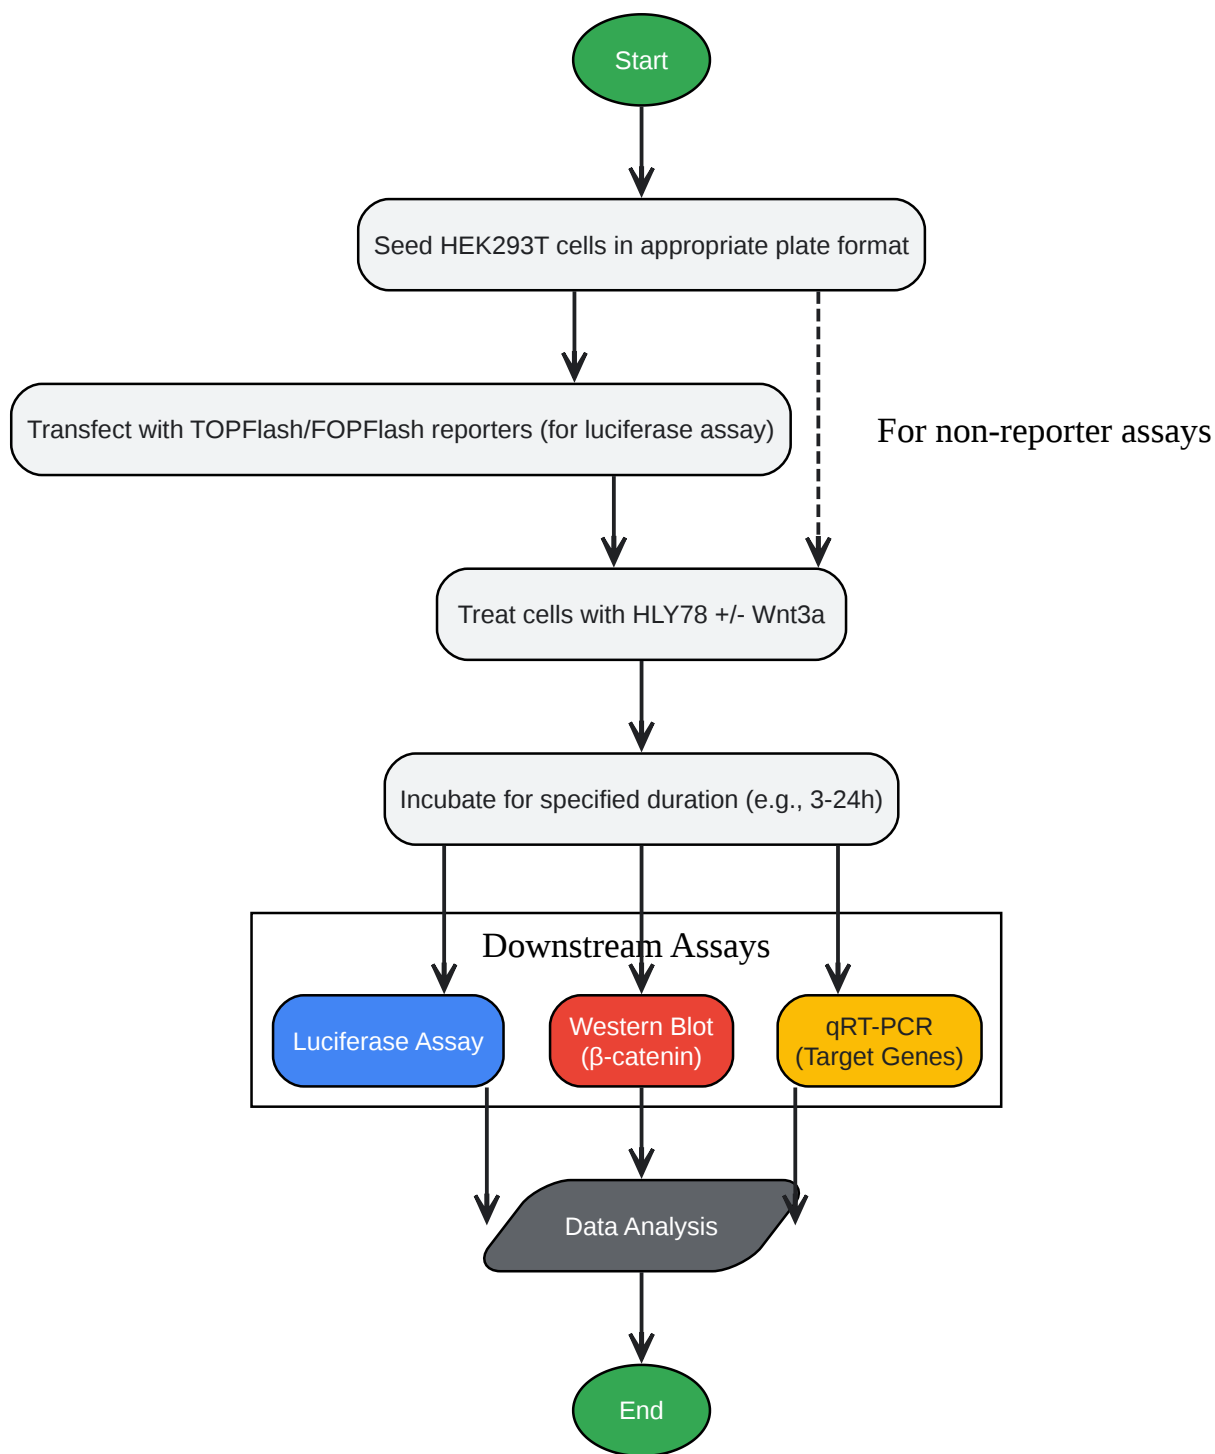 Start
Seed HEK293T cells in appropriate plate format
Transfect with TOPFlash/FOPFlash reporters (for luciferase assay)
For non-reporter assays
Treat cells with HLY78 +/- Wnt3a
Incubate for specified duration (e.g., 3-24h)
Downstream Assays
Luciferase Assay
Western Blot
(β-catenin)
qRT-PCR
(Target Genes)
Data Analysis
End